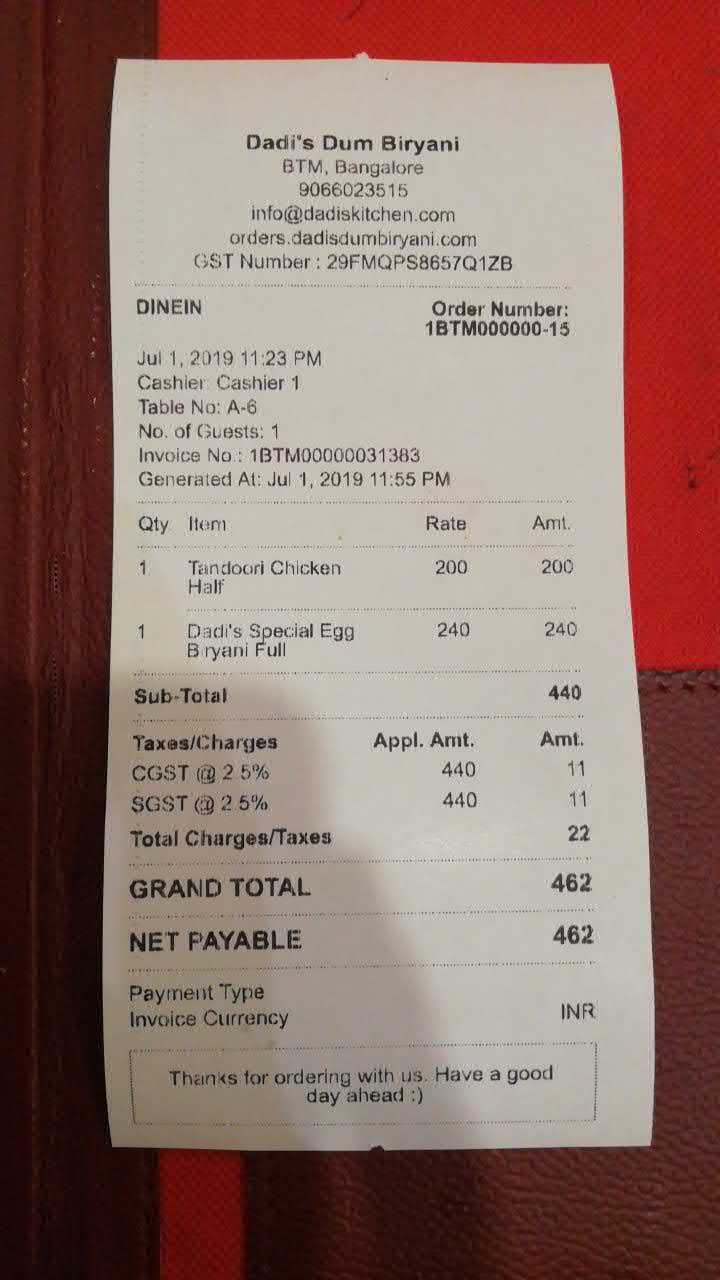 Dadi's Dum Biryani
BTM, Bangalore
9066023515
info@dadiskitchen.com
orders.dadisdumbiryani.com
GST Number : 29FMQPS8657Q1ZB
DINEIN Order Number:
1BTM000000-15
Jul 1, 2019 11:23 PM
Cashier: Cashier 1
Table No: A-6
No. of Guests: 1
Invoice No.: 1BTM00000031383
Generated At: Jul 1, 2019 11:55 PM
Qty Item Rate Amt.
1 Tandoori Chicken 200 200
Half
1 Dadi's Special Egg 240 240
Biryani Full
Sub-Total 440
Taxes/Charges Appl. Amt. Amt.
CGST @ 2.5% 440 11
SGST @ 2.5% 440 11
Total Charges/Taxes 22
GRAND TOTAL 462
NET PAYABLE 462
Payment Type
Invoice Currency INR
Thanks for ordering with us. Have a good
day ahead :)